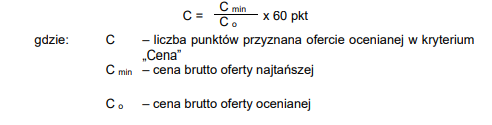 C = C min / C o x 60 pkt
gdzie: C – liczba punktów przyznana ofercie ocenianej w kryterium
„Cena”
C min – cena brutto oferty najtańszej
C o – cena brutto oferty ocenianej